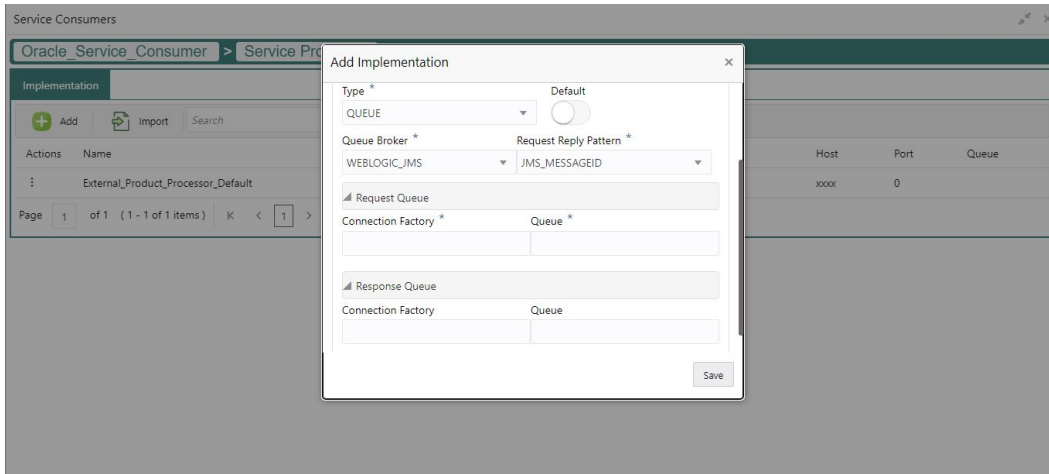 Service Consumers
Oracle_Service_Consumer > Service Pro
Implementation
Add Import Search
Actions Name Host Port Queue
External_Product_Processor_Default xxxx 0
Page 1 of 1 (1 - 1 of 1 items) K < 1 >
Add Implementation ×
Type * Default
QUEUE
Queue Broker * Request Reply Pattern *
WEBLOGIC_JMS JMS_MESSAGEID
Request Queue
Connection Factory * Queue *
Response Queue
Connection Factory Queue
Save